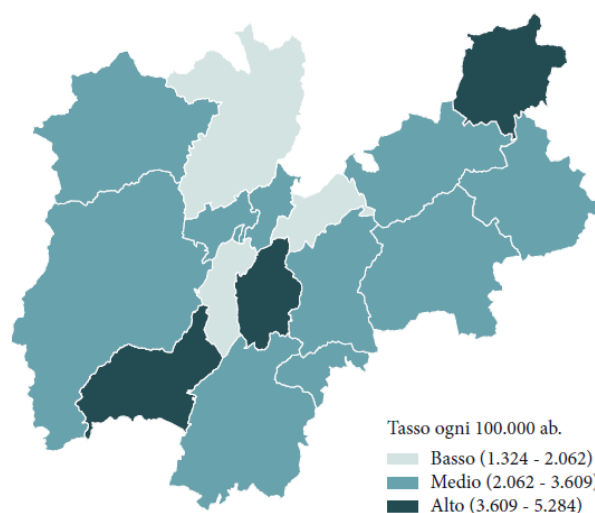 Tasso ogni 100.000 ab.
Basso (1.324 - 2.062)
Medio (2.062 - 3.609)
Alto (3.609 - 5.284)